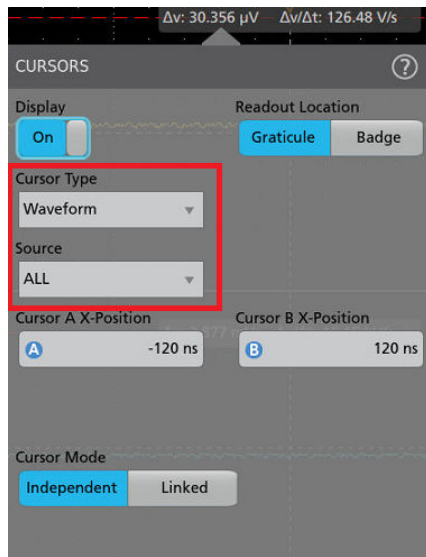 Δv: 30.356 µV Δv/Δt: 126.48 V/s
CURSORS ?
Display Readout Location
On Graticule Badge
Cursor Type
Waveform
Source
ALL
Cursor A X-Position Cursor B X-Position
A -120 ns B 120 ns
Cursor Mode
Independent Linked